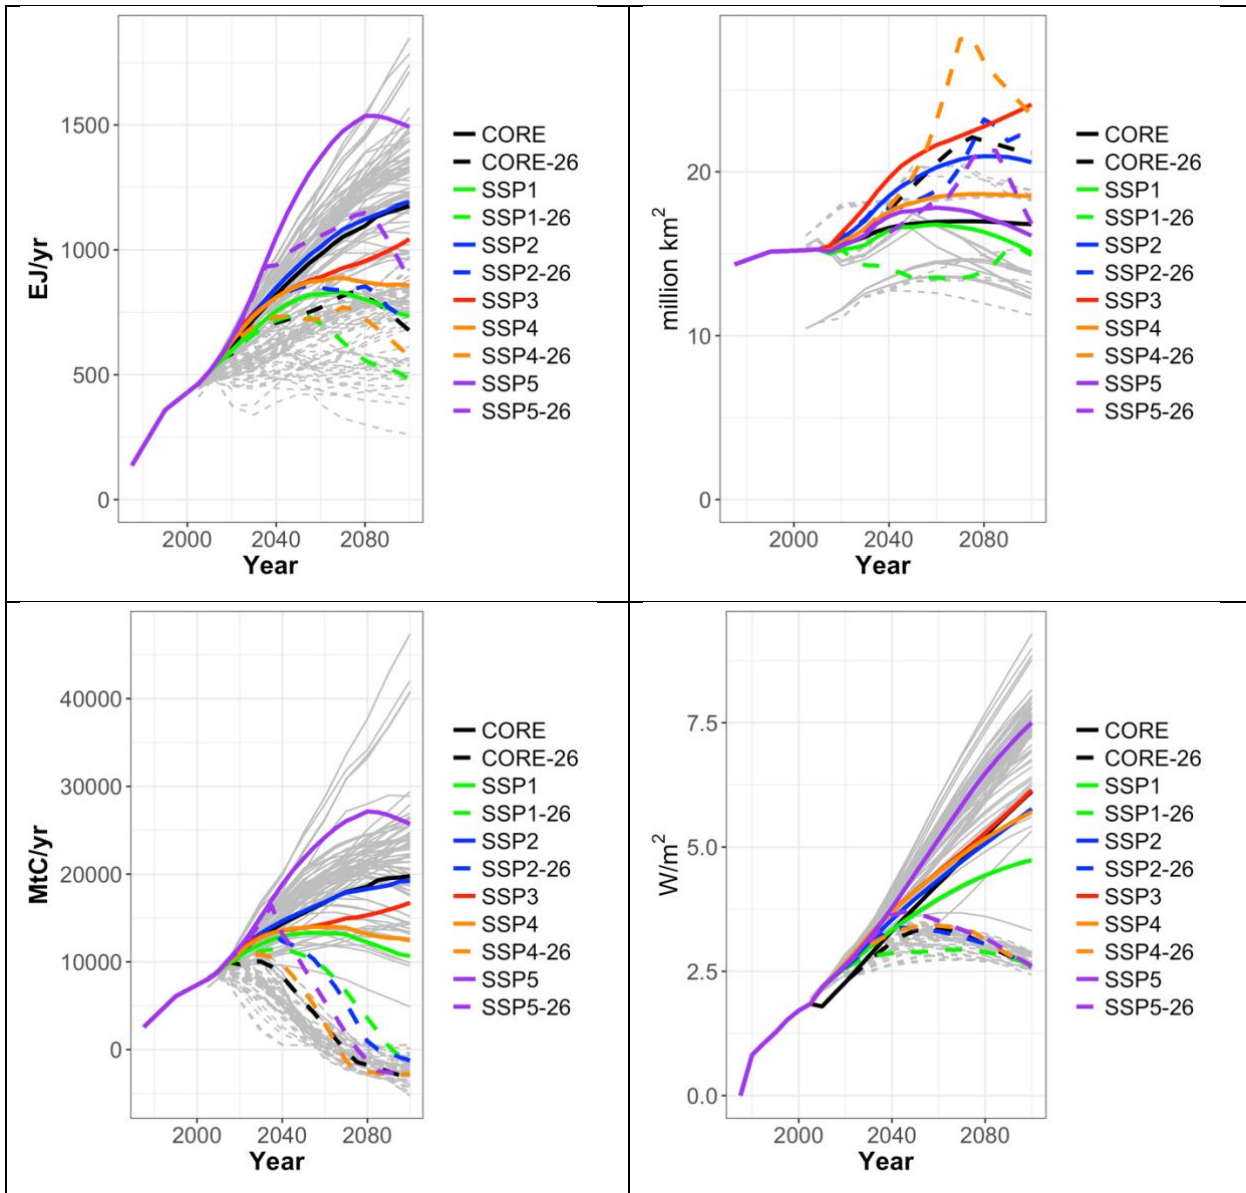 EJ/yr
1500
1000
500
0
2000 2040 2080
Year
CORE
CORE-26
SSP1
SSP1-26
SSP2
SSP2-26
SSP3
SSP4
SSP4-26
SSP5
SSP5-26
million km²
20
10
0
2000 2040 2080
Year
CORE
CORE-26
SSP1
SSP1-26
SSP2
SSP2-26
SSP3
SSP4
SSP4-26
SSP5
SSP5-26
MtC/yr
40000
30000
20000
10000
0
2000 2040 2080
Year
CORE
CORE-26
SSP1
SSP1-26
SSP2
SSP2-26
SSP3
SSP4
SSP4-26
SSP5
SSP5-26
W/m²
7.5
5.0
2.5
0.0
2000 2040 2080
Year
CORE
CORE-26
SSP1
SSP1-26
SSP2
SSP2-26
SSP3
SSP4
SSP4-26
SSP5
SSP5-26